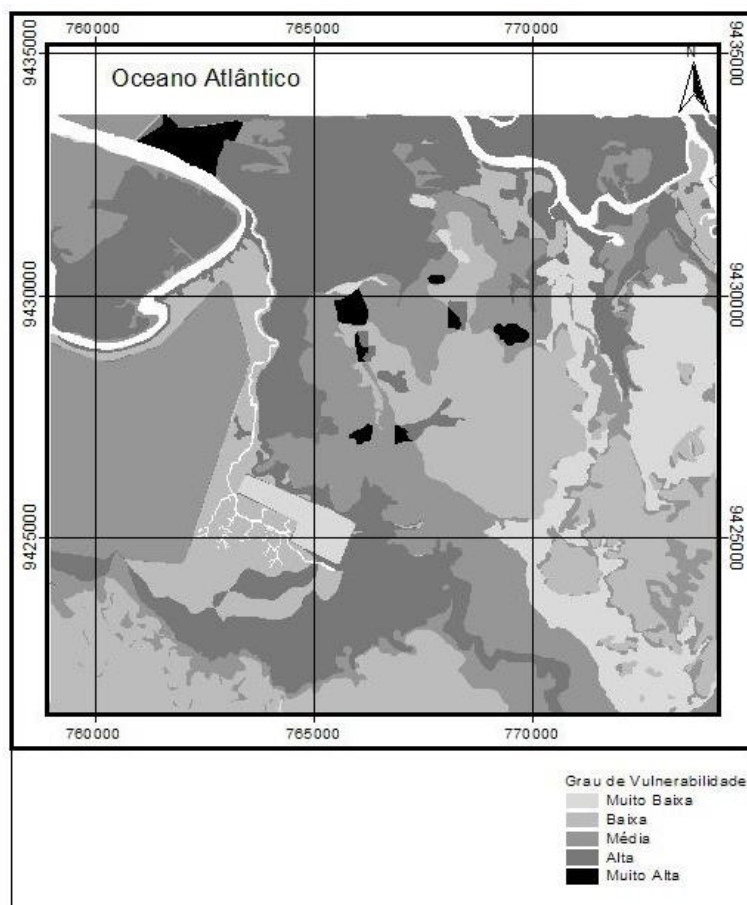 760000 765000 770000
9435000
9435000
Oceano Atlântico
N
9430000
9430000
9425000
9425000
760000 765000 770000
Grau de Vulnerabilidade
Muito Baixa
Baixa
Média
Alta
Muito Alta